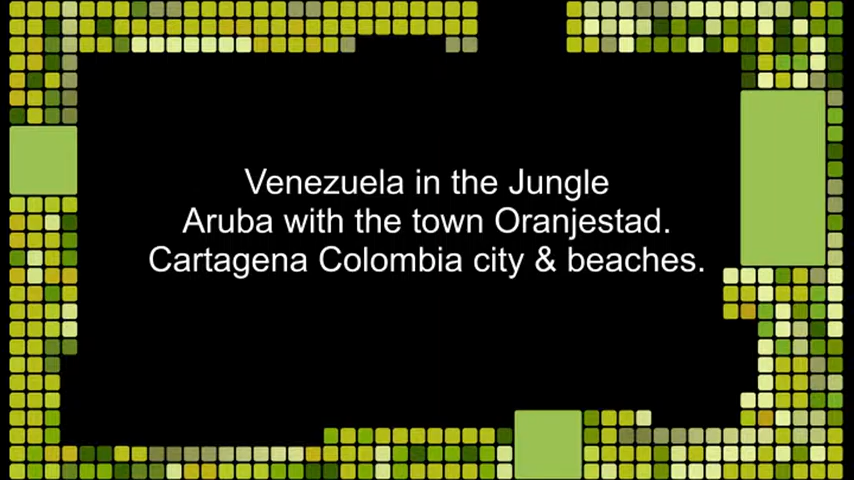 Venezuela in the Jungle
Aruba with the town Oranjestad.
Cartagena Colombia city & beaches.